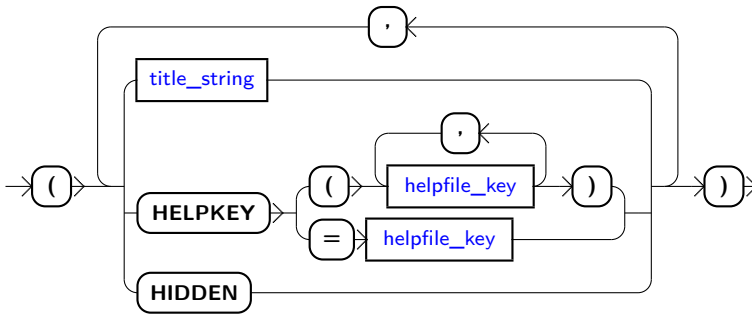 ,
title_string
,
( HELPKEY ( helpfile_key ) )
= helpfile_key
HIDDEN